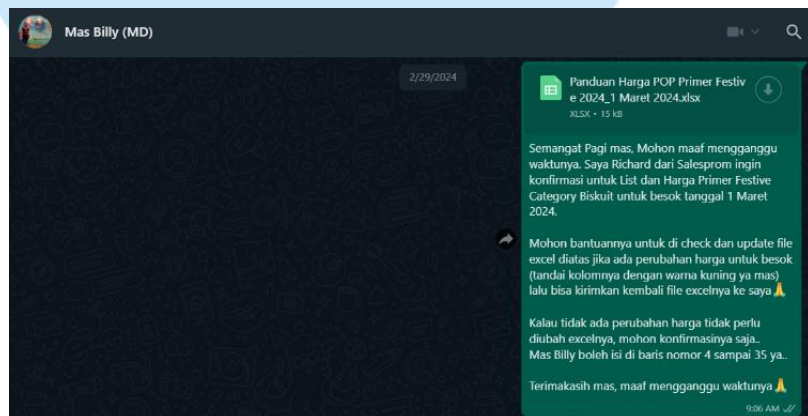 Mas Billy (MD)
2/29/2024
Panduan Harga POP Primer Festiv
e 2024_1 Maret 2024.xlsx
XLSX • 15 kB
Semangat Pagi mas, Mohon maaf mengganggu
waktunya. Saya Richard dari Salesprom ingin
konfirmasi untuk List dan Harga Primer Festive
Category Biskuit untuk besok tanggal 1 Maret
2024.
Mohon bantuannya untuk di check dan update file
excel diatas jika ada perubahan harga untuk besok
(tandai kolomnya dengan warna kuning ya mas)
lalu bisa kirimkan kembali file excelnya ke saya🙏
Kalau tidak ada perubahan harga tidak perlu
diubah excelnya, mohon konfirmasinya saja..
Mas Billy boleh isi di baris nomor 4 sampai 35 ya..
Terimakasih mas, maaf mengganggu waktunya🙏
9:06 AM